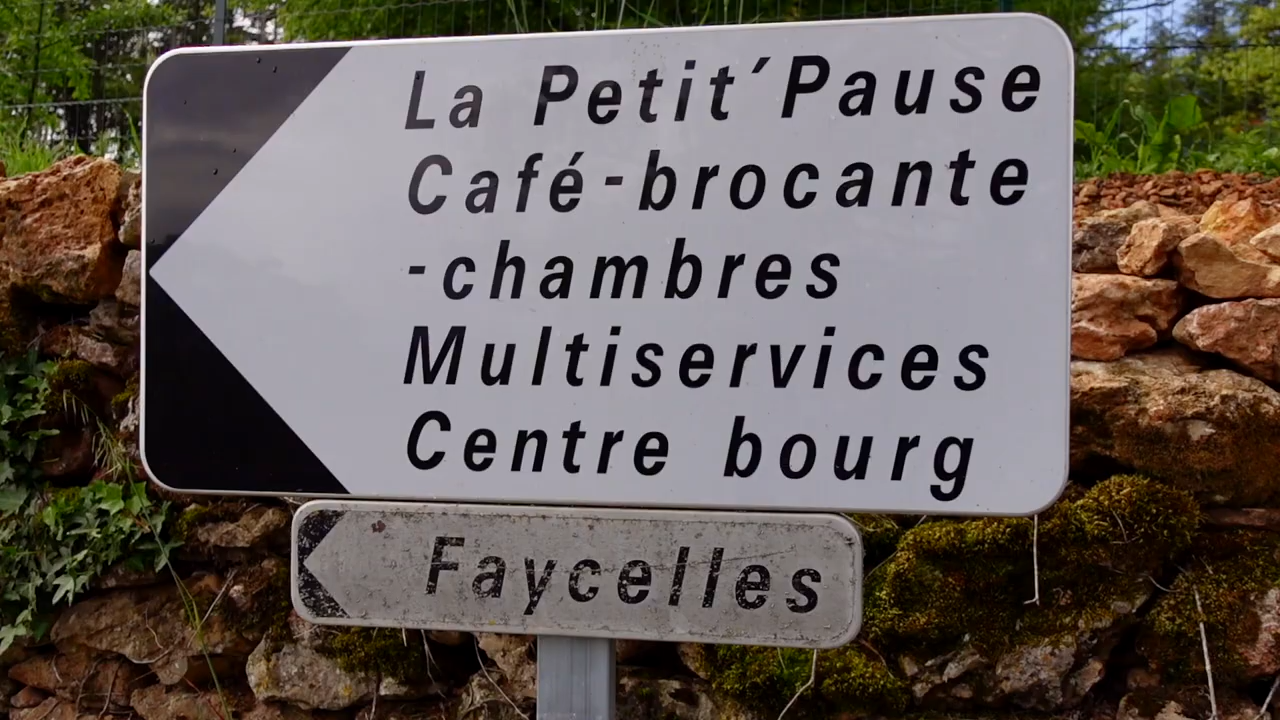 La Petit'Pause
Café-brocante
-chambres
Multiservices
Centre bourg
Faycelles